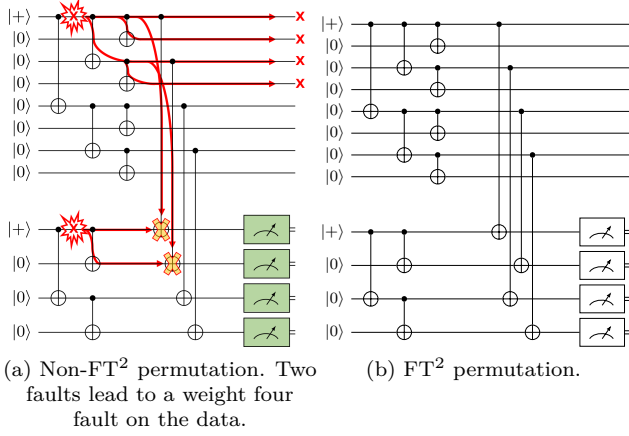 |+⟩
|0⟩
|0⟩
|0⟩
|0⟩
|0⟩
|0⟩
|0⟩
|+⟩
|0⟩
|0⟩
|0⟩
X
X
X
X
X
X
(a) Non-FT² permutation. Two
faults lead to a weight four
fault on the data.
|+⟩
|0⟩
|0⟩
|0⟩
|0⟩
|0⟩
|0⟩
|0⟩
|+⟩
|0⟩
|0⟩
|0⟩
(b) FT² permutation.